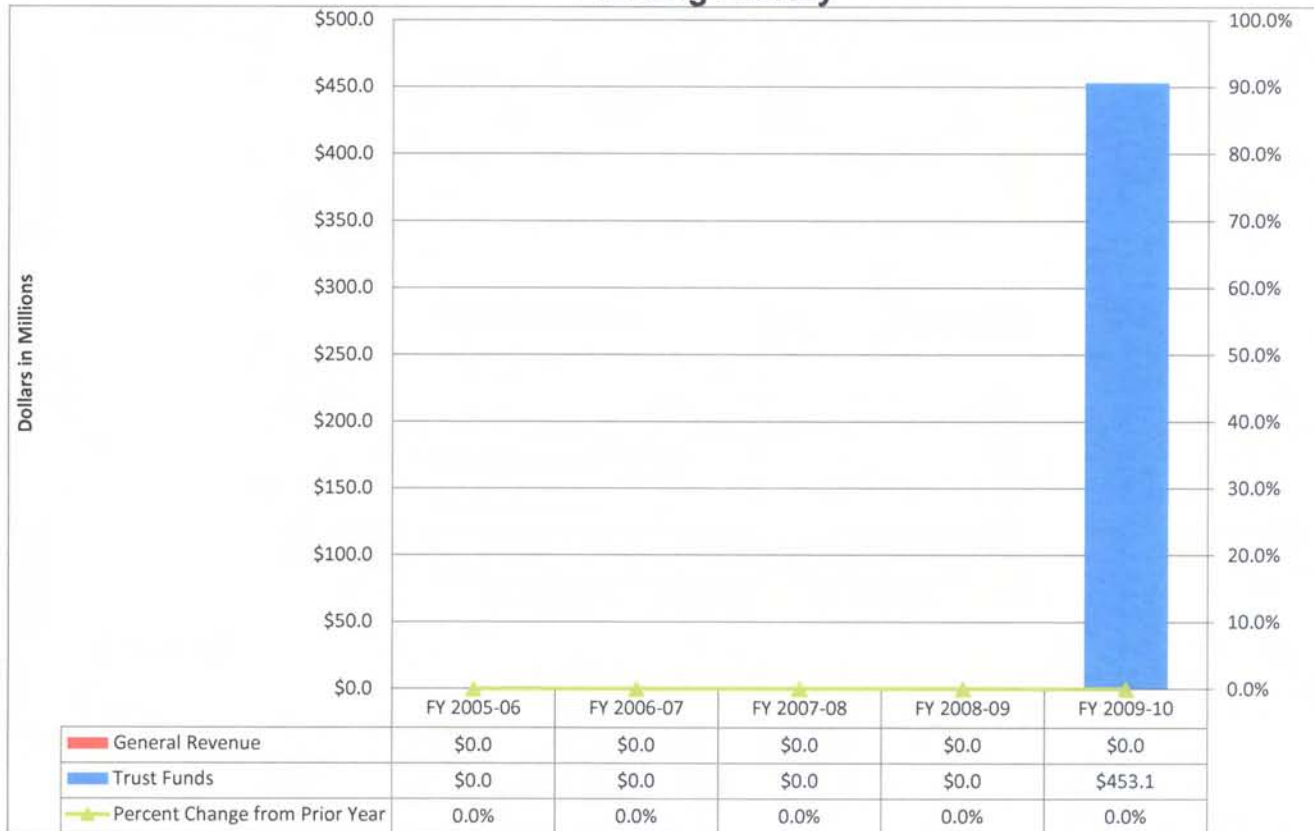 $500.0 100.0%
$450.0 90.0%
$400.0 80.0%
$350.0 70.0%
$300.0 60.0%
$250.0 50.0%
$200.0 40.0%
$150.0 30.0%
$100.0 20.0%
$50.0 10.0%
$0.0 0.0%
Dollars in Millions
FY 2005-06 FY 2006-07 FY 2007-08 FY 2008-09 FY 2009-10
General Revenue $0.0 $0.0 $0.0 $0.0 $0.0
Trust Funds $0.0 $0.0 $0.0 $0.0 $453.1
Percent Change from Prior Year 0.0% 0.0% 0.0% 0.0% 0.0%